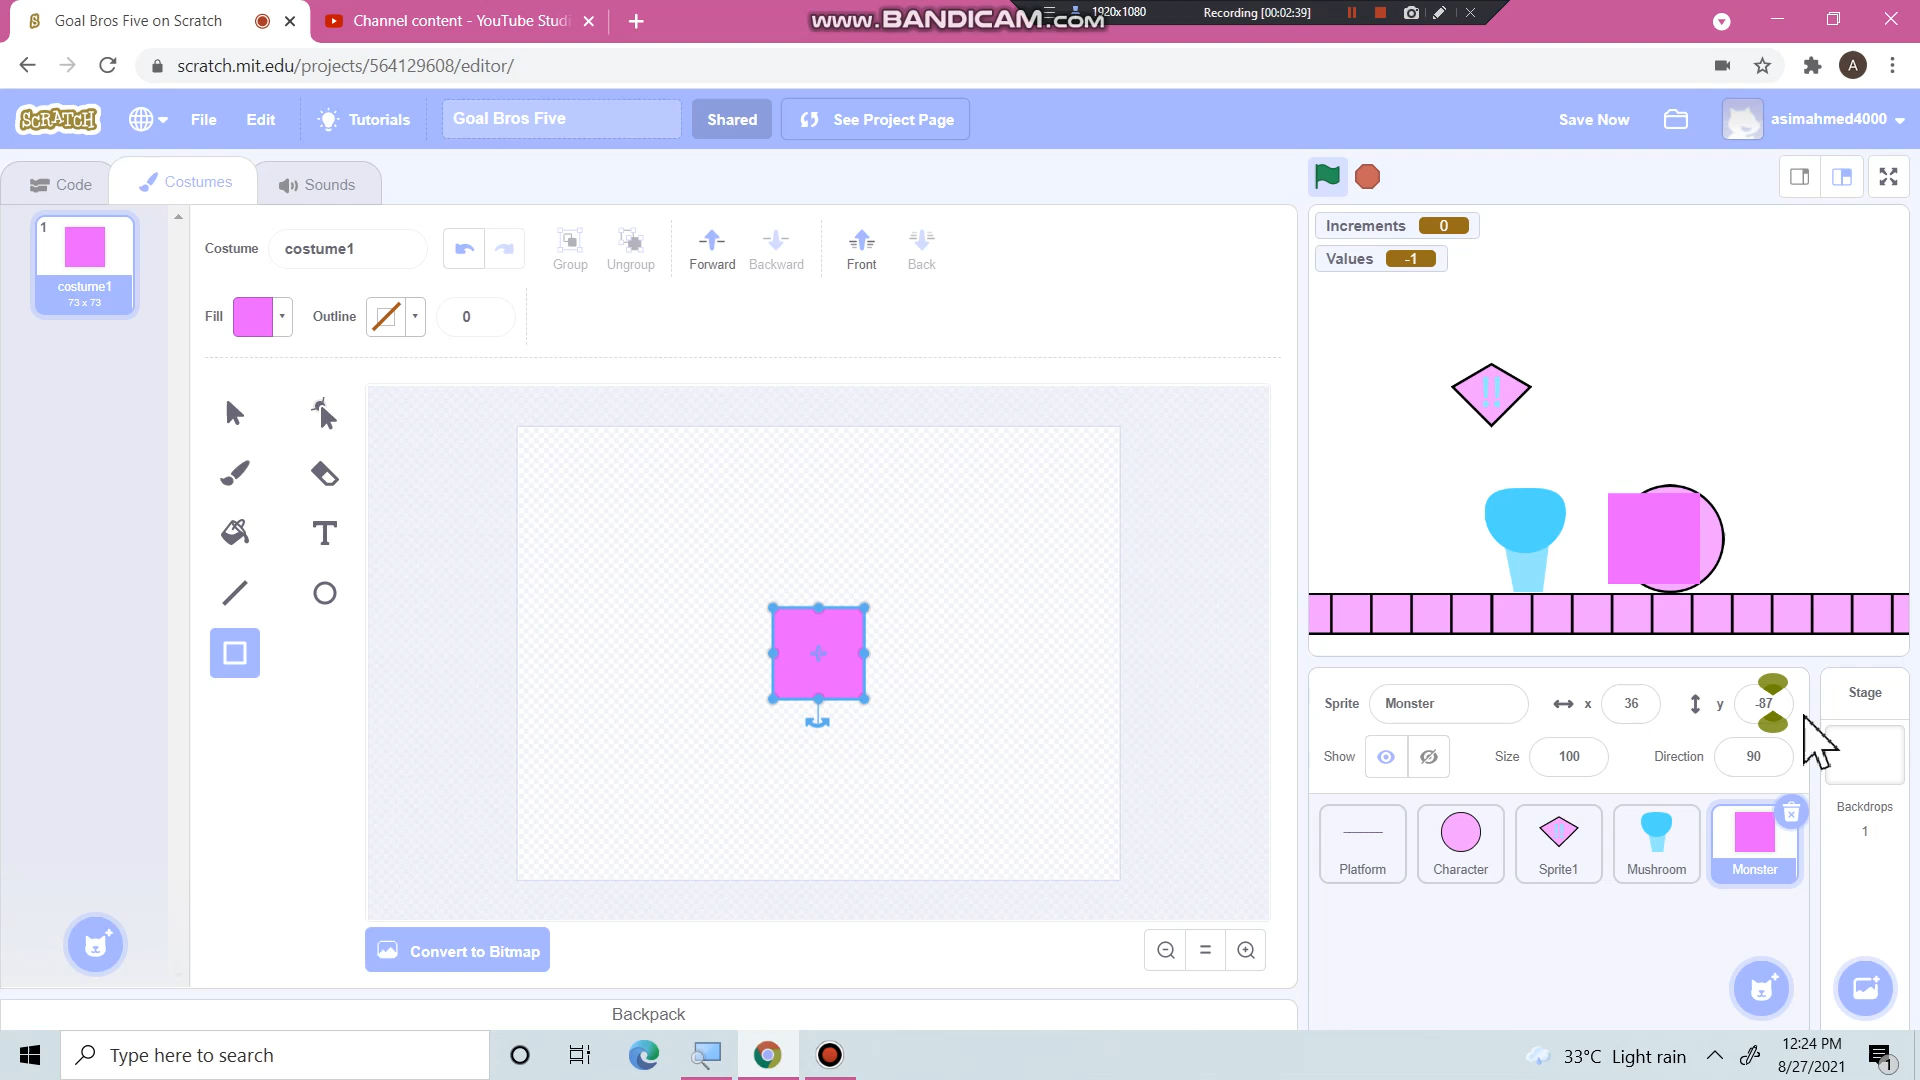 Goal Bros Five on Scratch
Channel content - YouTube Studi
www.BANDICAM.com
1920x1080
Recording [00:02:39]
scratch.mit.edu/projects/564129608/editor/
A
SCRATCH
File
Edit
Tutorials
Goal Bros Five
Shared
See Project Page
Save Now
asimahmed4000
Code
Costumes
Sounds
1
costume1
73 x 73
Costume
costume1
Group
Ungroup
Forward
Backward
Front
Back
Fill
Outline
0
T
Convert to Bitmap
Backpack
Increments 0
Values -1
!!
Sprite
Monster
x
36
y
-87
Show
Size
100
Direction
90
Platform
Character
Sprite1
Mushroom
Monster
Stage
Backdrops
1
Type here to search
33°C Light rain
12:24 PM
8/27/2021
1